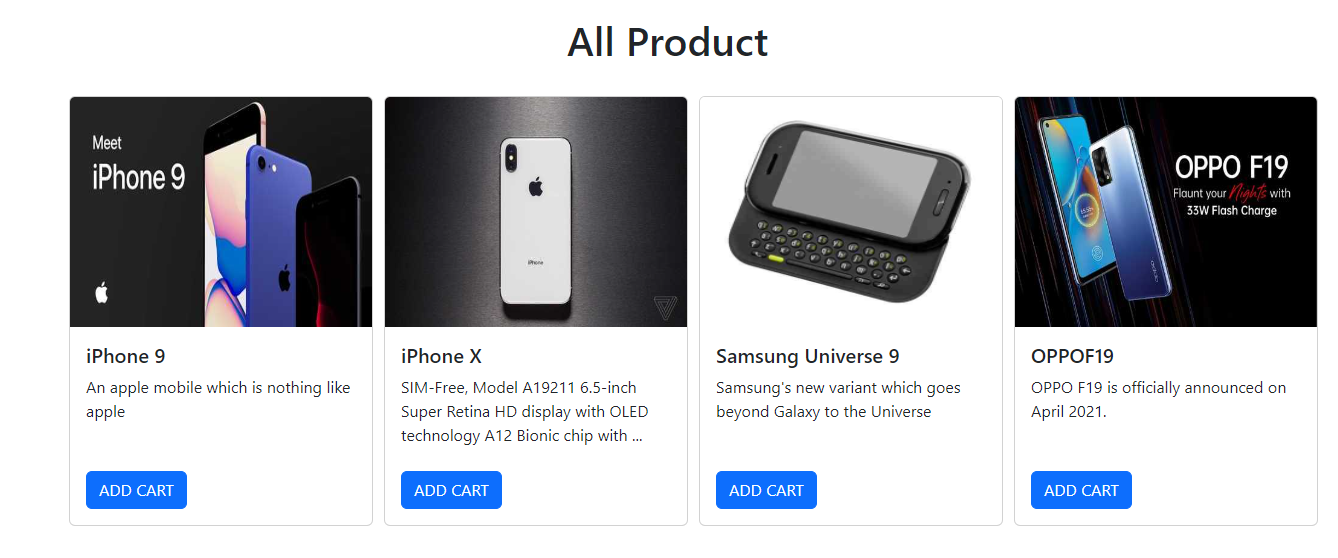 All Product
Meet
iPhone 9
iPhone
OPPO F19
Flaunt your Nights with
33W Flash Charge
iPhone 9
An apple mobile which is nothing like
apple
ADD CART
iPhone X
SIM-Free, Model A19211 6.5-inch
Super Retina HD display with OLED
technology A12 Bionic chip with ...
ADD CART
Samsung Universe 9
Samsung's new variant which goes
beyond Galaxy to the Universe
ADD CART
OPPOF19
OPPO F19 is officially announced on
April 2021.
ADD CART